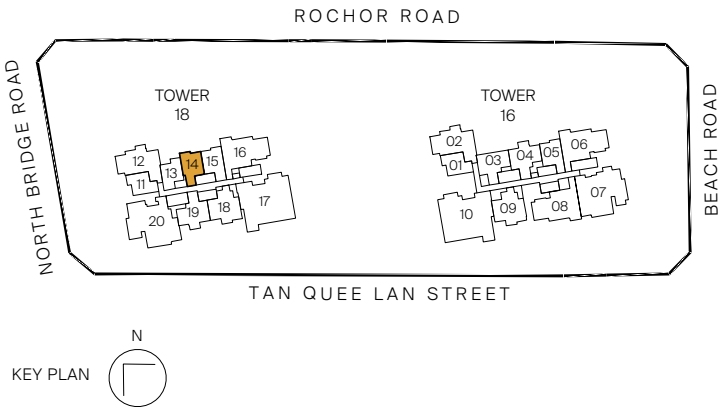 ROCHOR ROAD
NORTH BRIDGE ROAD
BEACH ROAD
TOWER
18
TOWER
16
12
11
13
14
15
16
20
19
18
17
02
01
03
04
05
06
10
09
08
07
TAN QUEE LAN STREET
N
KEY PLAN